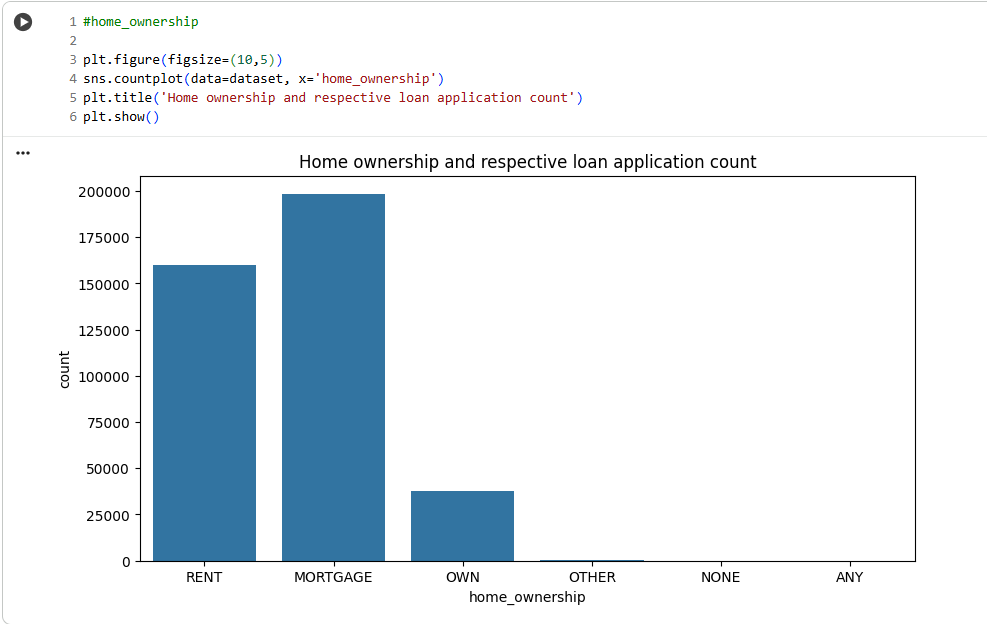 1 #home_ownership
2
3 plt.figure(figsize=(10,5))
4 sns.countplot(data=dataset, x='home_ownership')
5 plt.title('Home ownership and respective loan application count')
6 plt.show()
Home ownership and respective loan application count
200000
175000
150000
125000
100000
75000
50000
25000
0
count
RENT MORTGAGE OWN OTHER NONE ANY
home_ownership